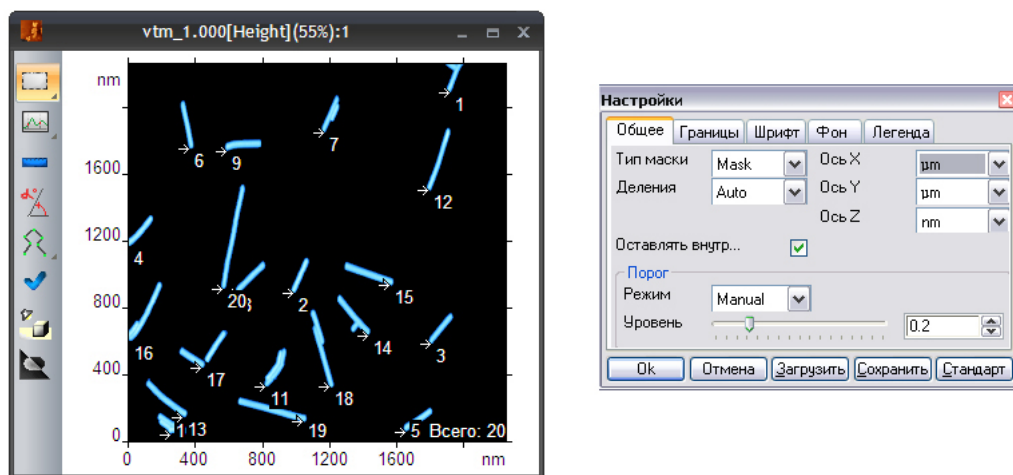 vtm_1.000[Height](55%):1
nm
1
7
6
9
1600
12
1200
4
20
8
2
15
800
16
14
3
17
400
11
18
1
13
19
5
Всего: 20
0
0
400
800
1200
1600
nm
Настройки
Общее
Границы
Шрифт
Фон
Легенда
Тип маски
Mask
Ось X
µm
Деления
Auto
Ось Y
µm
Ось Z
nm
Оставлять внутр...
Порог
Режим
Manual
Уровень
0.2
Ok
Отмена
Загрузить
Сохранить
Стандарт